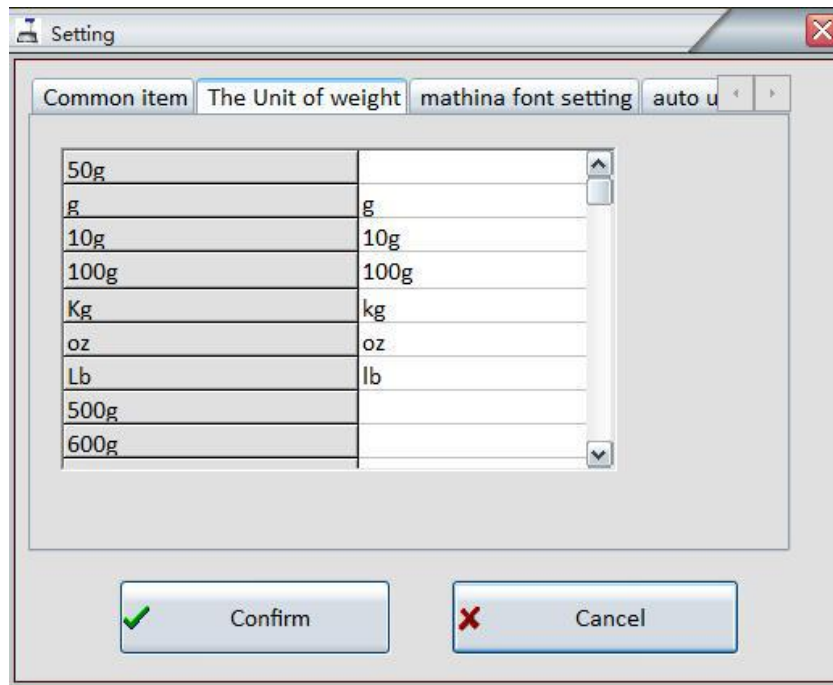 Setting
Common item The Unit of weight mathina font setting auto u
50g
g g
10g 10g
100g 100g
Kg kg
oz oz
Lb lb
500g
600g
Confirm Cancel